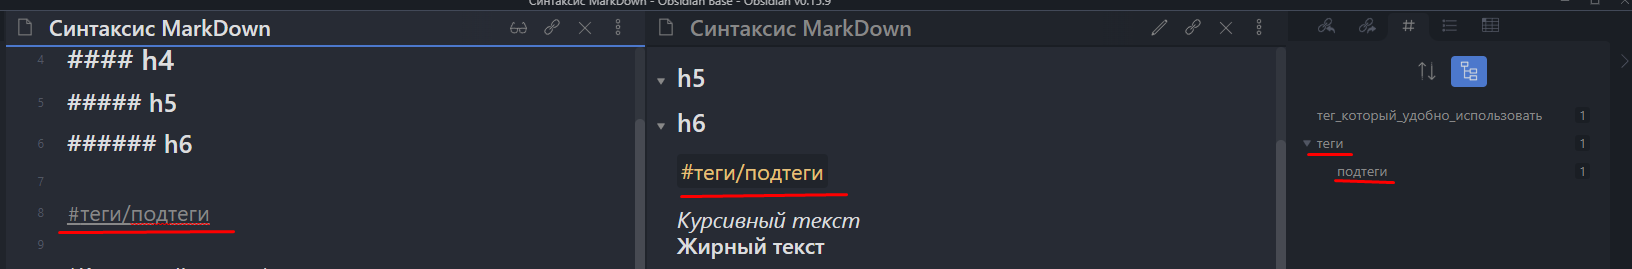 Синтаксис MarkDown - Obsidian Base - Obsidian v0.15.9
Синтаксис MarkDown
4 #### h4
5 ##### h5
6 ###### h6
7
8 #теги/подтеги
9
Синтаксис MarkDown
h5
h6
#теги/подтеги
Курсивный текст
Жирный текст
тег_который_удобно_использовать 1
теги 1
подтеги 1